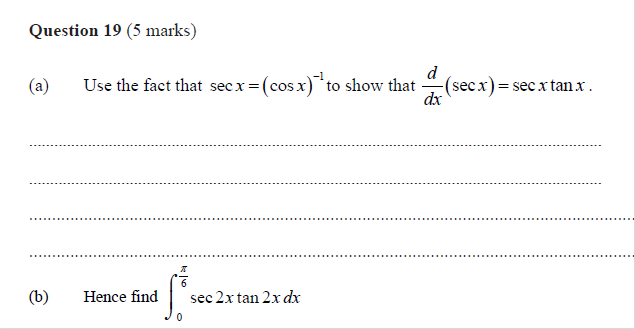 Question 19 (5 marks)
(a) Use the fact that sec x = (cos x)⁻¹ to show that d/dx (sec x) = sec x tan x.
(b) Hence find ∫₀^(π/6) sec 2x tan 2x dx